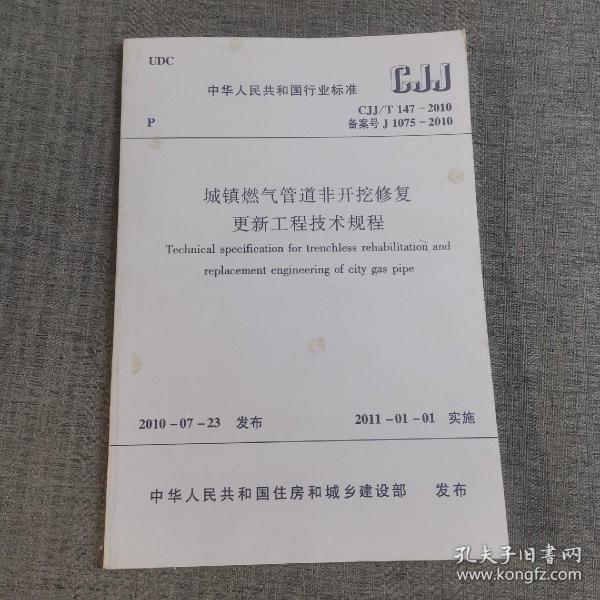 UDC
中华人民共和国行业标准
CJJ
CJJ/T 147-2010
P
备案号 J 1075-2010
城镇燃气管道非开挖修复
更新工程技术规程
Technical specification for trenchless rehabilitation and
replacement engineering of city gas pipe
2010-07-23 发布 2011-01-01 实施
中华人民共和国住房和城乡建设部 发布
孔夫子旧书网
www.kongfz.com